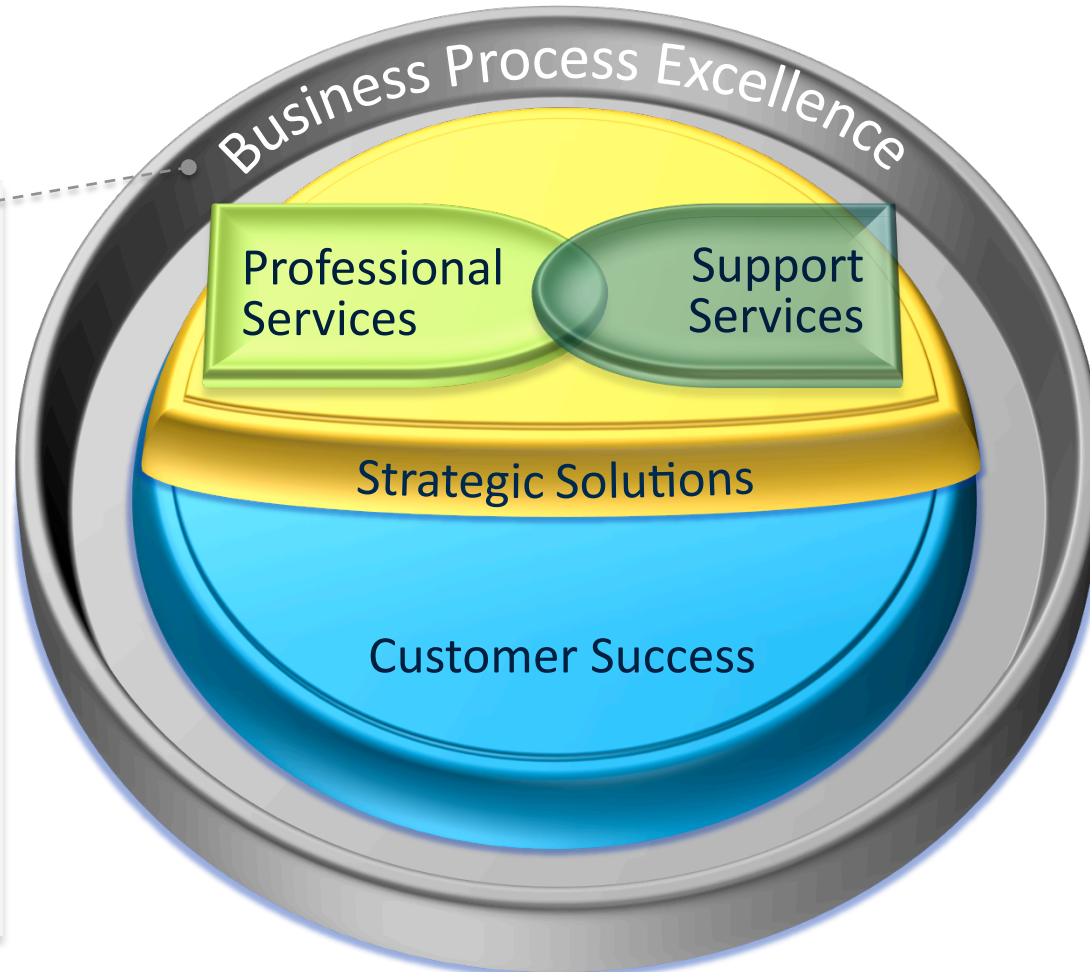 Business Process Excellence
Professional
Services
Support
Services
Strategic Solutions
Customer Success